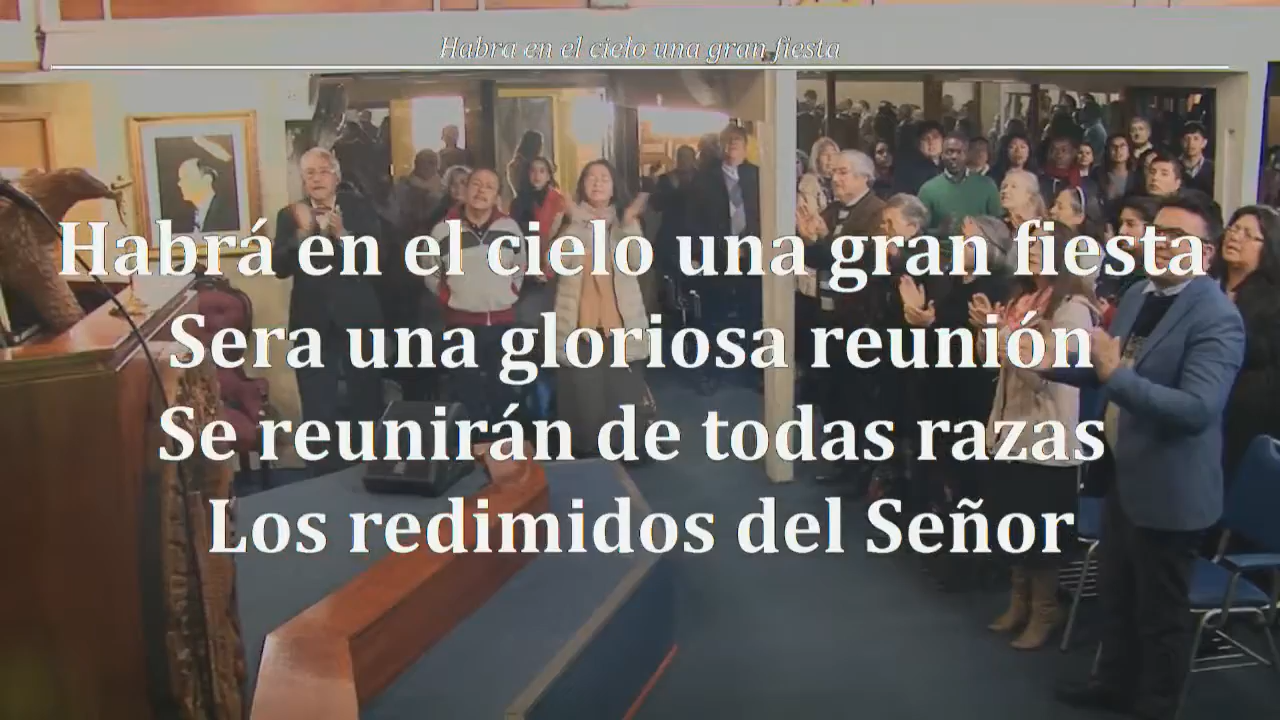 Habra en el cielo una gran fiesta
Habrá en el cielo una gran fiesta
Sera una gloriosa reunión
Se reunirán de todas razas
Los redimidos del Señor